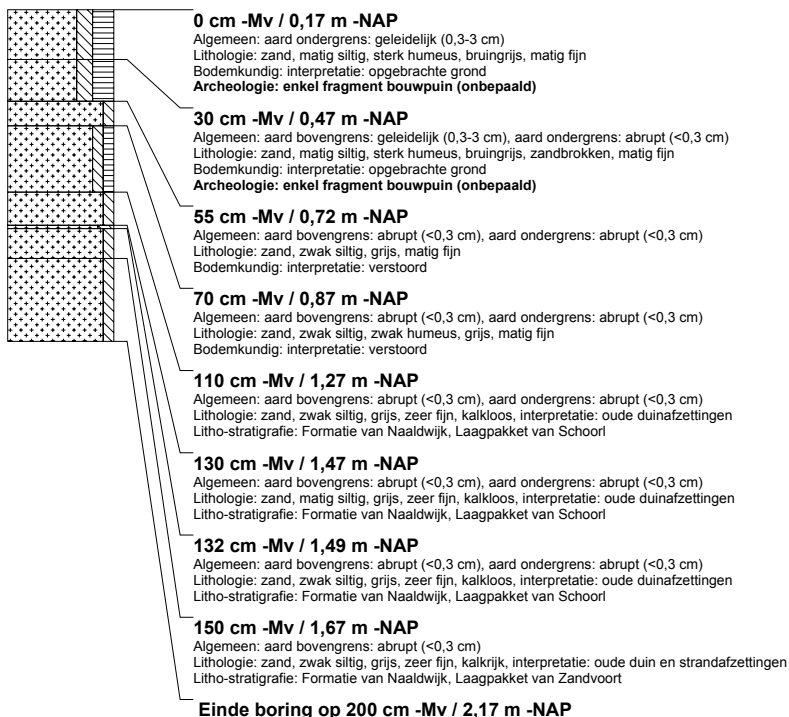 0 cm -Mv / 0,17 m -NAP
Algemeen: aard ondergrens: geleidelijk (0,3-3 cm)
Lithologie: zand, matig siltig, sterk humeus, bruingrijs, matig fijn
Bodemkundig: interpretatie: opgebrachte grond
Archeologie: enkel fragment bouwpuin (onbepaald)
30 cm -Mv / 0,47 m -NAP
Algemeen: aard bovengrens: geleidelijk (0,3-3 cm), aard ondergrens: abrupt (<0,3 cm)
Lithologie: zand, matig siltig, sterk humeus, bruingrijs, zandbrokken, matig fijn
Bodemkundig: interpretatie: opgebrachte grond
Archeologie: enkel fragment bouwpuin (onbepaald)
55 cm -Mv / 0,72 m -NAP
Algemeen: aard bovengrens: abrupt (<0,3 cm), aard ondergrens: abrupt (<0,3 cm)
Lithologie: zand, zwak siltig, grijs, matig fijn
Bodemkundig: interpretatie: verstoord
70 cm -Mv / 0,87 m -NAP
Algemeen: aard bovengrens: abrupt (<0,3 cm), aard ondergrens: abrupt (<0,3 cm)
Lithologie: zand, zwak siltig, zwak humeus, grijs, matig fijn
Bodemkundig: interpretatie: verstoord
110 cm -Mv / 1,27 m -NAP
Algemeen: aard bovengrens: abrupt (<0,3 cm), aard ondergrens: abrupt (<0,3 cm)
Lithologie: zand, zwak siltig, grijs, zeer fijn, kalkloos, interpretatie: oude duinafzettingen
Litho-stratigrafie: Formatie van Naaldwijk, Laagpakket van Schoorl
130 cm -Mv / 1,47 m -NAP
Algemeen: aard bovengrens: abrupt (<0,3 cm), aard ondergrens: abrupt (<0,3 cm)
Lithologie: zand, matig siltig, grijs, zeer fijn, kalkloos, interpretatie: oude duinafzettingen
Litho-stratigrafie: Formatie van Naaldwijk, Laagpakket van Schoorl
132 cm -Mv / 1,49 m -NAP
Algemeen: aard bovengrens: abrupt (<0,3 cm), aard ondergrens: abrupt (<0,3 cm)
Lithologie: zand, zwak siltig, grijs, zeer fijn, kalkloos, interpretatie: oude duinafzettingen
Litho-stratigrafie: Formatie van Naaldwijk, Laagpakket van Schoorl
150 cm -Mv / 1,67 m -NAP
Algemeen: aard bovengrens: abrupt (<0,3 cm)
Lithologie: zand, zwak siltig, grijs, zeer fijn, kalkrijk, interpretatie: oude duin en strandafzettingen
Litho-stratigrafie: Formatie van Naaldwijk, Laagpakket van Zandvoort
Einde boring op 200 cm -Mv / 2,17 m -NAP